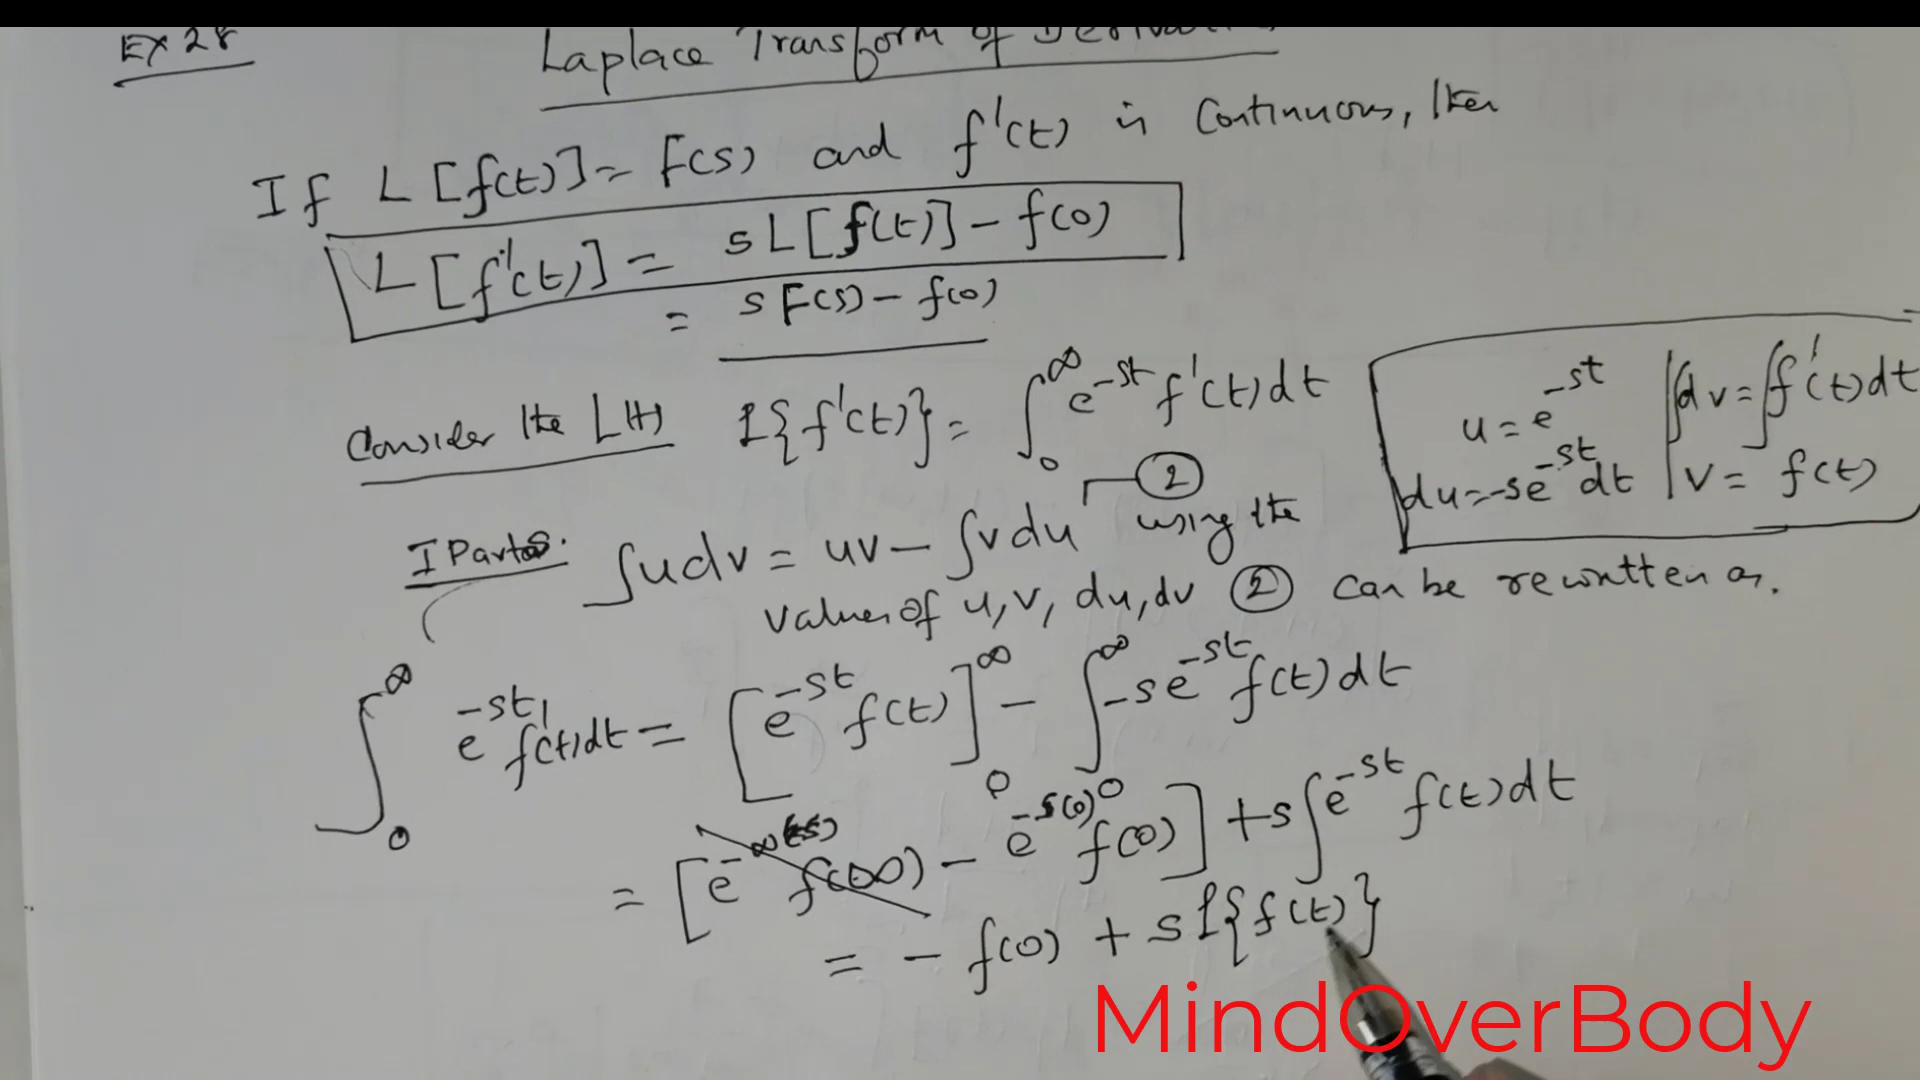 EX 28
Laplace Transform of
If L[f(t)] = F(s) and f'(t) is continuous, then
L[f'(t)] = sL[f(t)] - f(0)
= sF(s) - f(0)
Consider the LHS L{f'(t)} = ∫₀^∞ e^-st f'(t)dt
2
u = e^-st | ∫dv = ∫f'(t)dt
du = -se^-st dt | v = f(t)
I Parts. ∫udv = uv - ∫vdu using the
values of u, v, du, dv 2 can be rewritten as.
∫₀^∞ e^-st f'(t)dt = [e^-st f(t)]₀^∞ - ∫₀^∞ -se^-st f(t)dt
= [e^-∞(s) f(∞) - e^-s(0) f(0)] + s∫e^-st f(t)dt
= -f(0) + sL{f(t)}
MindOverBody